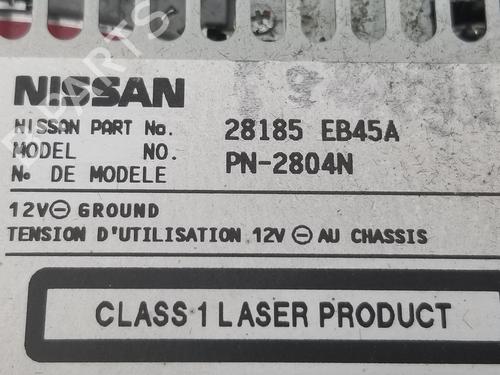 NISSAN
NISSAN PART No. 28185 EB45A
MODEL NO. PN-2804N
No DE MODELE
12V⊖ GROUND
TENSION D'UTILISATION 12V ⊖ AU CHASSIS
CLASS 1 LASER PRODUCT